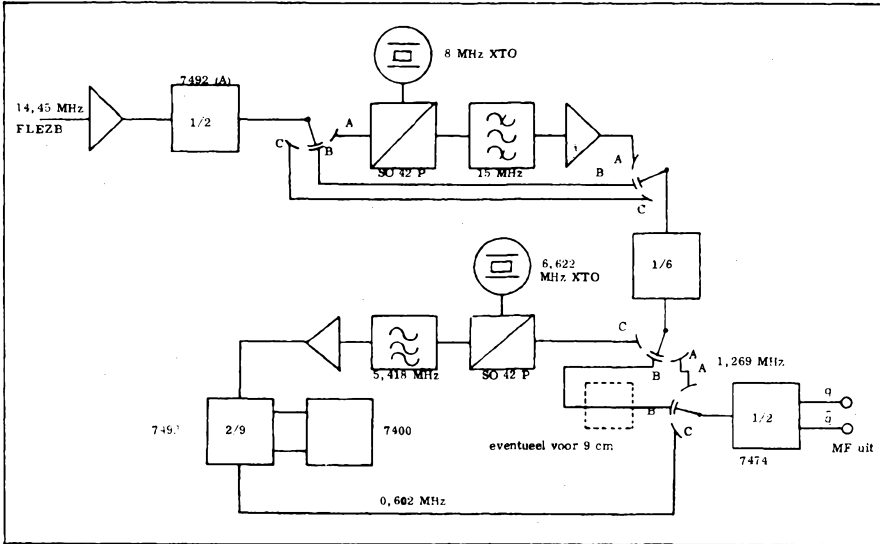 8 MHz XTO
7492 (A)
14,45 MHz
FLEZB
1/2
A
B
C
SO 42 P
15 MHz
A
B
C
1/6
6,622
MHz XTO
C
B
A
A
1,269 MHz
5,418 MHz
SO 42 P
B
C
2/9
7400
eventueel voor 9 cm
1/2
7474
q
q̄
MF uit
0,602 MHz